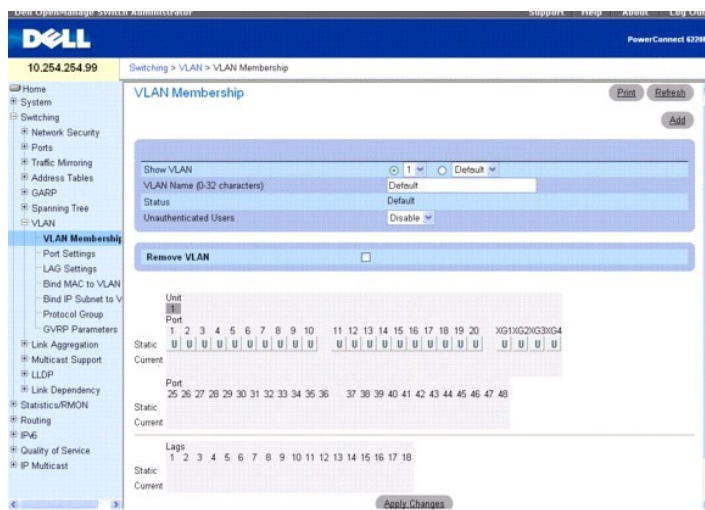 Dell OpenManage Switch Administrator Support Help About Log Out
DELL
PowerConnect
10.254.254.99
Switching > VLAN > VLAN Membership
Home
System
Switching
Network Security
Ports
Traffic Mirroring
Address Tables
GARP
Spanning Tree
VLAN
VLAN Membership
Port Settings
LAG Settings
Bind MAC to VLAN
Bind IP Subnet to V
Protocol Group
GVRP Parameters
Link Aggregation
Multicast Support
LLDP
Link Dependency
Statistics/RMON
Routing
IPv6
Quality of Service
IP Multicast
VLAN Membership
Print Refresh
Add
Show VLAN 1 Default
VLAN Name (0-32 characters) Default
Status Default
Unauthenticated Users Disable
Remove VLAN
Unit
1
Port
1 2 3 4 5 6 7 8 9 10 11 12 13 14 15 16 17 18 19 20 XG1 XG2 XG3 XG4
Static U U U U U U U U U U U U U U U U U U U U U U U U
Current
Port
25 26 27 28 29 30 31 32 33 34 35 36 37 38 39 40 41 42 43 44 45 46 47 48
Static
Current
Lags
1 2 3 4 5 6 7 8 9 10 11 12 13 14 15 16 17 18
Static
Current
Apply Changes